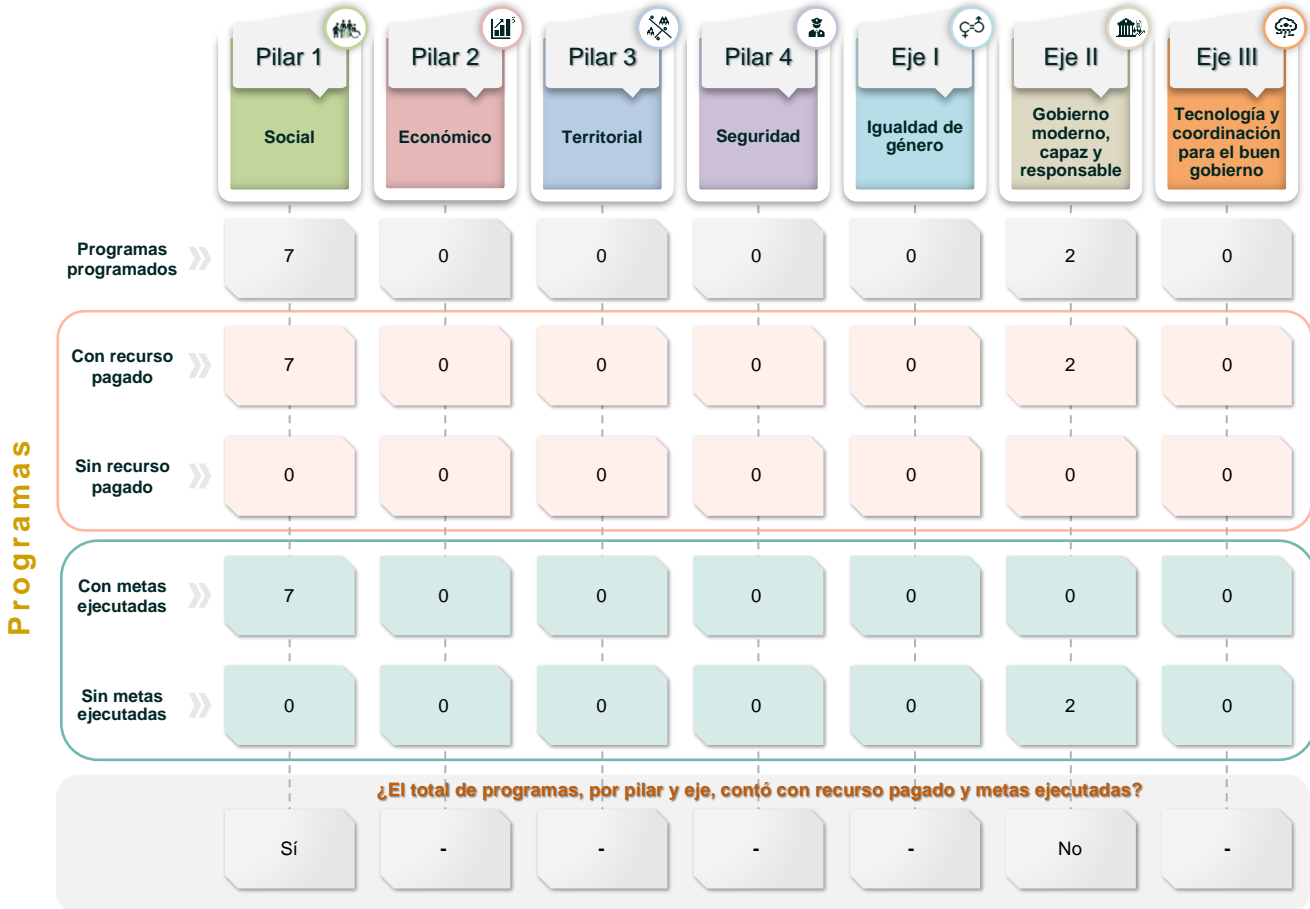 Pilar 1
Pilar 2
Pilar 3
Pilar 4
Eje I
Eje II
Eje III
Social
Económico
Territorial
Seguridad
Igualdad de
género
Gobierno
moderno,
capaz y
responsable
Tecnología y
coordinación
para el buen
gobierno
Programas
Programas
programados
7 0 0 0 0 2 0
Con recurso
pagado
7 0 0 0 0 2 0
Sin recurso
pagado
0 0 0 0 0 0 0
Con metas
ejecutadas
7 0 0 0 0 0 0
Sin metas
ejecutadas
0 0 0 0 0 2 0
¿El total de programas, por pilar y eje, contó con recurso pagado y metas ejecutadas?
Sí - - - - No -